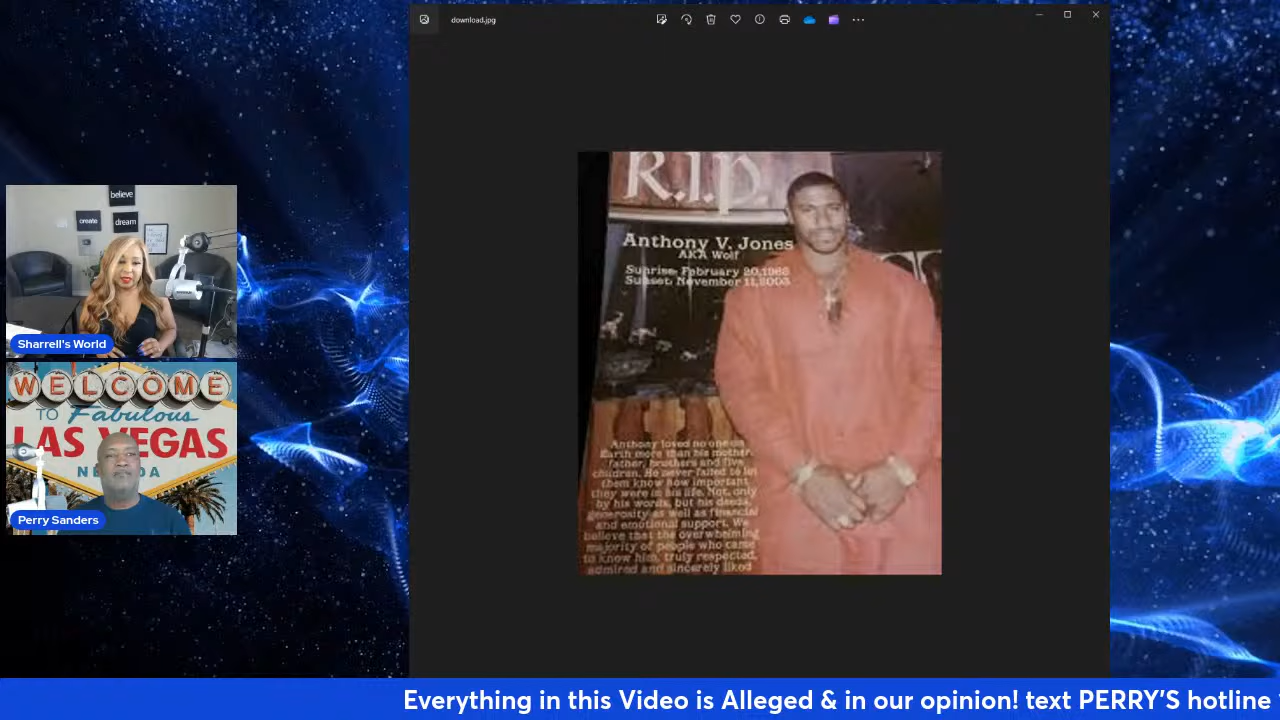 download.jpg
believe
create
dream
Sharrell's World
WELCOME
TO Fabulous
LAS VEGAS
NEVADA
Perry Sanders
R.I.P
Anthony V. Jones
AKA Wolf
Sunrise- February 20,1965
Sunset- November 11,2003
Anthony loved no one on
Earth more than his mother,
father, brothers and five
children. He never failed to let
them know how important
they were in his life. Not, only
by his words, but his deeds,
generosity as well as financial
and emotional support. We
believe that the overwhelming
majority of people who came
to know him, truly respected,
admired and sincerely liked
Everything in this Video is Alleged & in our opinion! text PERRY'S hotline